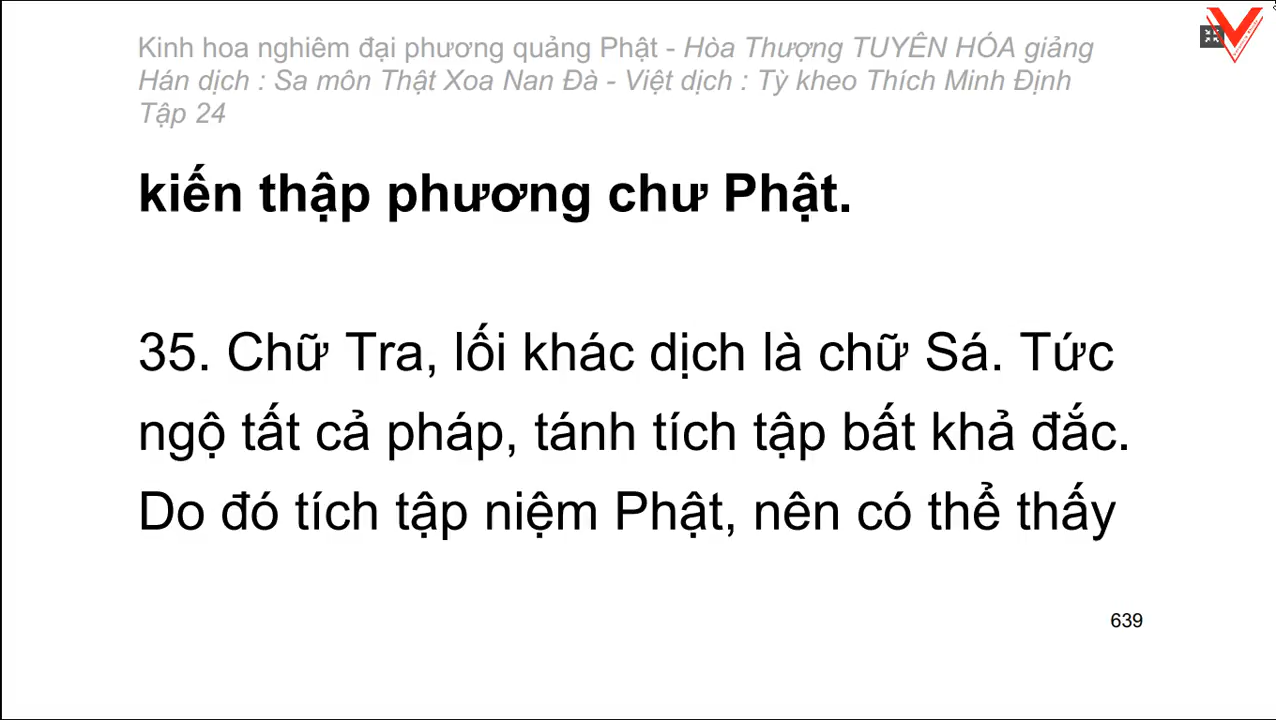 Kinh hoa nghiêm đại phương quảng Phật - Hòa Thượng TUYÊN HÓA giảng
Hán dịch : Sa môn Thật Xoa Nan Đà - Việt dịch : Tỳ kheo Thích Minh Định
Tập 24
kiến thập phương chư Phật.
35. Chữ Tra, lối khác dịch là chữ Sá. Tức
ngộ tất cả pháp, tánh tích tập bất khả đắc.
Do đó tích tập niệm Phật, nên có thể thấy
639